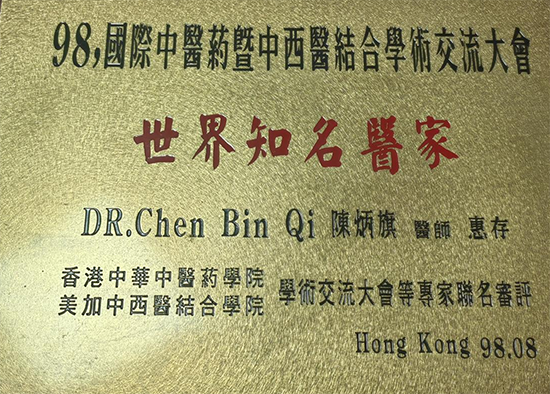 98,國際中醫葯暨中西醫結合學術交流大會
世界知名醫家
DR.Chen Bin Qi 陳炳旗 醫師 惠存
香港中華中醫葯學院
美加中西醫結合學院
學術交流大會等專家聯名審評
Hong Kong 98.08